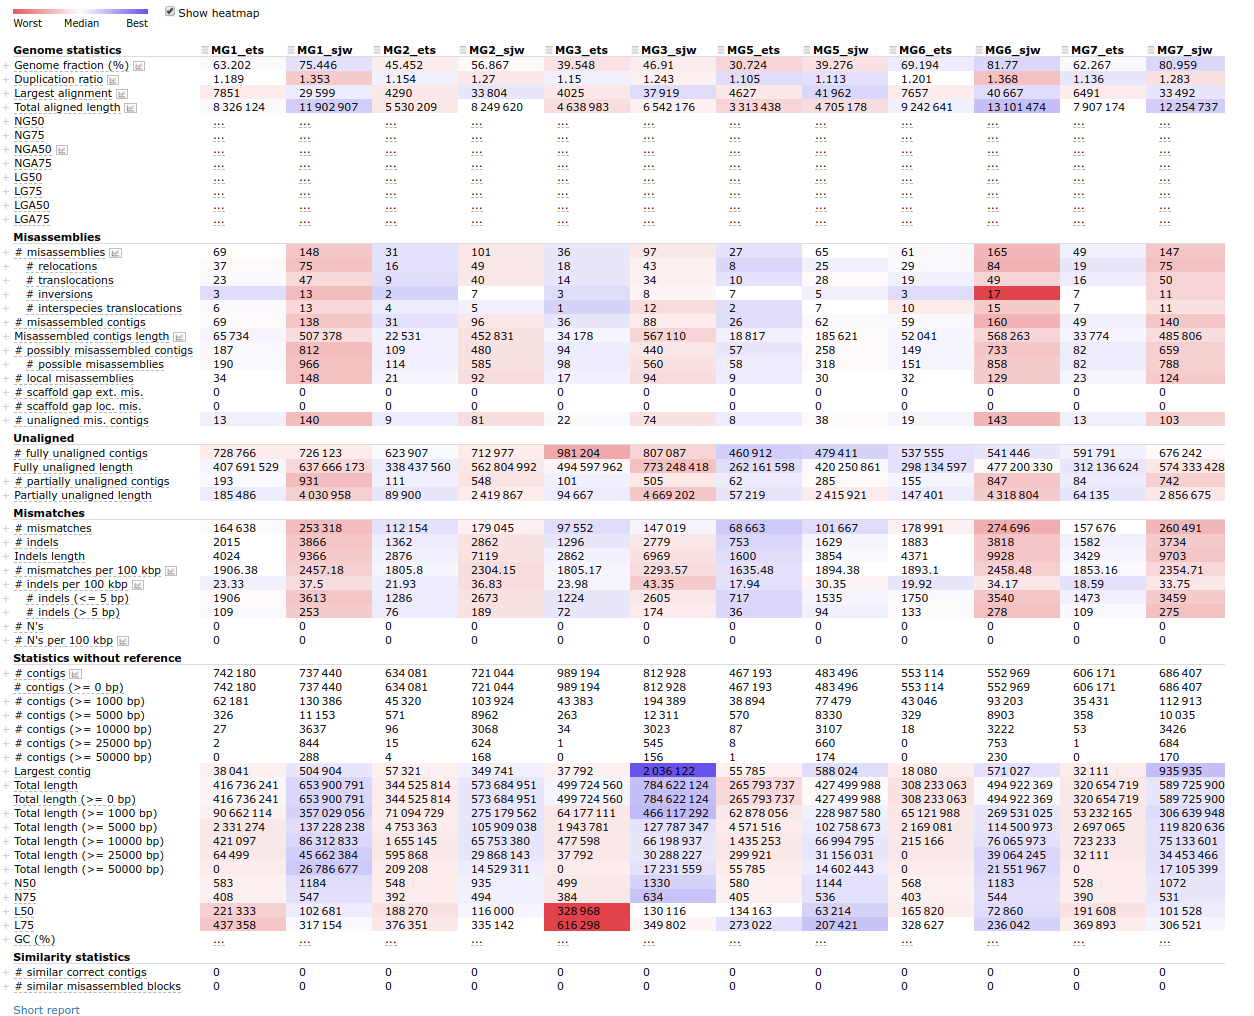 Show heatmap
Worst Median Best
Genome statistics MG1_ets MG1_sjw MG2_ets MG2_sjw MG3_ets MG3_sjw MG5_ets MG5_sjw MG6_ets MG6_sjw MG7_ets MG7_sjw
Genome fraction (%) 63.202 75.446 45.452 56.867 39.548 46.91 30.724 39.276 69.194 81.77 62.267 80.959
Duplication ratio 1.189 1.353 1.154 1.27 1.15 1.243 1.105 1.113 1.201 1.368 1.136 1.283
Largest alignment 7851 29 599 4290 33 804 4025 37 919 4627 41 962 7657 40 667 6491 33 492
Total aligned length 8 326 124 11 902 907 5 530 209 8 249 620 4 638 983 6 542 176 3 313 438 4 705 178 9 242 641 13 101 474 7 907 174 12 254 737
NG50 ... ... ... ... ... ... ... ... ... ... ... ...
NG75 ... ... ... ... ... ... ... ... ... ... ... ...
NGA50 ... ... ... ... ... ... ... ... ... ... ... ...
NGA75 ... ... ... ... ... ... ... ... ... ... ... ...
LG50 ... ... ... ... ... ... ... ... ... ... ... ...
LG75 ... ... ... ... ... ... ... ... ... ... ... ...
LGA50 ... ... ... ... ... ... ... ... ... ... ... ...
LGA75 ... ... ... ... ... ... ... ... ... ... ... ...
Misassemblies
# misassemblies 69 148 31 101 36 97 27 65 61 165 49 147
# relocations 37 75 16 49 18 43 8 25 29 84 19 75
# translocations 23 47 9 40 14 34 10 28 19 49 16 50
# inversions 3 13 2 7 3 8 7 5 3 17 7 11
# interspecies translocations 6 13 4 5 1 12 2 7 10 15 7 11
# misassembled contigs 69 138 31 96 36 88 26 62 59 160 49 140
Misassembled contigs length 65 734 507 378 22 531 452 831 34 178 567 110 18 817 185 621 52 041 568 263 33 774 485 806
# possibly misassembled contigs 187 812 109 480 94 440 57 258 149 733 82 659
# possible misassemblies 190 966 114 585 98 560 58 318 151 858 82 788
# local misassemblies 34 148 21 92 17 94 9 30 32 129 23 124
# scaffold gap ext. mis. 0 0 0 0 0 0 0 0 0 0 0 0
# scaffold gap loc. mis. 0 0 0 0 0 0 0 0 0 0 0 0
# unaligned mis. contigs 13 140 9 81 22 74 8 38 19 143 13 103
Unaligned
# fully unaligned contigs 728 766 726 123 623 907 712 977 981 204 807 087 460 912 479 411 537 555 541 446 591 791 676 242
Fully unaligned length 407 691 529 637 666 173 338 437 560 562 804 992 494 597 962 773 248 418 262 161 598 420 250 861 298 134 597 477 200 330 312 136 624 574 333 428
# partially unaligned contigs 193 931 111 548 101 505 62 285 155 847 84 742
Partially unaligned length 185 486 4 030 958 89 900 2 419 867 94 667 4 669 202 57 219 2 415 921 147 401 4 318 804 64 135 2 856 675
Mismatches
# mismatches 164 638 253 318 112 154 179 045 97 552 147 019 68 663 101 667 178 991 274 696 157 676 260 491
# indels 2015 3866 1362 2862 1296 2779 753 1629 1883 3818 1582 3734
Indels length 4024 9366 2876 7119 2862 6969 1600 3854 4371 9928 3429 9703
# mismatches per 100 kbp 1906.38 2457.18 1805.8 2304.15 1805.17 2293.57 1635.48 1894.38 1893.1 2458.48 1853.16 2354.71
# indels per 100 kbp 23.33 37.5 21.93 36.83 23.98 43.35 17.94 30.35 19.92 34.17 18.59 33.75
# indels (<= 5 bp) 1906 3613 1286 2673 1224 2605 717 1535 1750 3540 1473 3459
# indels (> 5 bp) 109 253 76 189 72 174 36 94 133 278 109 275
# N's 0 0 0 0 0 0 0 0 0 0 0 0
# N's per 100 kbp 0 0 0 0 0 0 0 0 0 0 0 0
Statistics without reference
# contigs 742 180 737 440 634 081 721 044 989 194 812 928 467 193 483 496 553 114 552 969 606 171 686 407
# contigs (>= 0 bp) 742 180 737 440 634 081 721 044 989 194 812 928 467 193 483 496 553 114 552 969 606 171 686 407
# contigs (>= 1000 bp) 62 181 130 386 45 320 103 924 43 383 194 389 38 894 77 479 43 046 93 203 35 431 112 913
# contigs (>= 5000 bp) 326 11 153 571 8962 263 12 311 570 8330 329 8903 358 10 035
# contigs (>= 10000 bp) 27 3637 96 3068 34 3023 87 3107 18 3222 53 3426
# contigs (>= 25000 bp) 2 844 15 624 1 545 8 660 0 753 1 684
# contigs (>= 50000 bp) 0 288 4 168 0 156 1 174 0 230 0 170
Largest contig 38 041 504 904 57 321 349 741 37 792 2 036 122 55 785 588 024 18 080 571 027 32 111 935 935
Total length 416 736 241 653 900 791 344 525 814 573 684 951 499 724 560 784 622 124 265 793 737 427 499 988 308 233 063 494 922 369 320 654 719 589 725 900
Total length (>= 0 bp) 416 736 241 653 900 791 344 525 814 573 684 951 499 724 560 784 622 124 265 793 737 427 499 988 308 233 063 494 922 369 320 654 719 589 725 900
Total length (>= 1000 bp) 90 662 114 357 029 056 71 094 729 275 179 562 64 177 111 466 117 292 62 878 056 228 987 580 65 121 988 269 531 025 53 232 165 306 639 948
Total length (>= 5000 bp) 2 331 274 137 228 238 4 753 363 105 909 038 1 943 781 127 787 347 4 571 516 102 758 673 2 169 081 114 500 973 2 697 065 119 820 636
Total length (>= 10000 bp) 421 097 86 312 833 1 655 145 65 753 380 477 598 66 198 937 1 435 253 66 994 795 215 166 76 065 973 723 233 75 133 601
Total length (>= 25000 bp) 64 499 45 662 384 595 868 29 868 143 37 792 30 288 227 299 921 31 156 031 0 39 064 245 32 111 34 453 466
Total length (>= 50000 bp) 0 26 786 677 209 208 14 529 311 0 17 231 559 55 785 14 602 443 0 21 551 967 0 17 105 399
N50 583 1184 548 935 499 1330 580 1144 568 1183 528 1072
N75 408 547 392 494 384 634 405 536 403 544 390 531
L50 221 333 102 681 188 270 116 000 328 968 130 116 134 163 63 214 165 820 72 860 191 608 101 528
L75 437 358 317 154 376 351 335 142 616 298 349 802 273 022 207 421 328 627 236 042 369 893 306 521
GC (%) ... ... ... ... ... ... ... ... ... ... ... ...
Similarity statistics
# similar correct contigs 0 0 0 0 0 0 0 0 0 0 0 0
# similar misassembled blocks 0 0 0 0 0 0 0 0 0 0 0 0
Short report